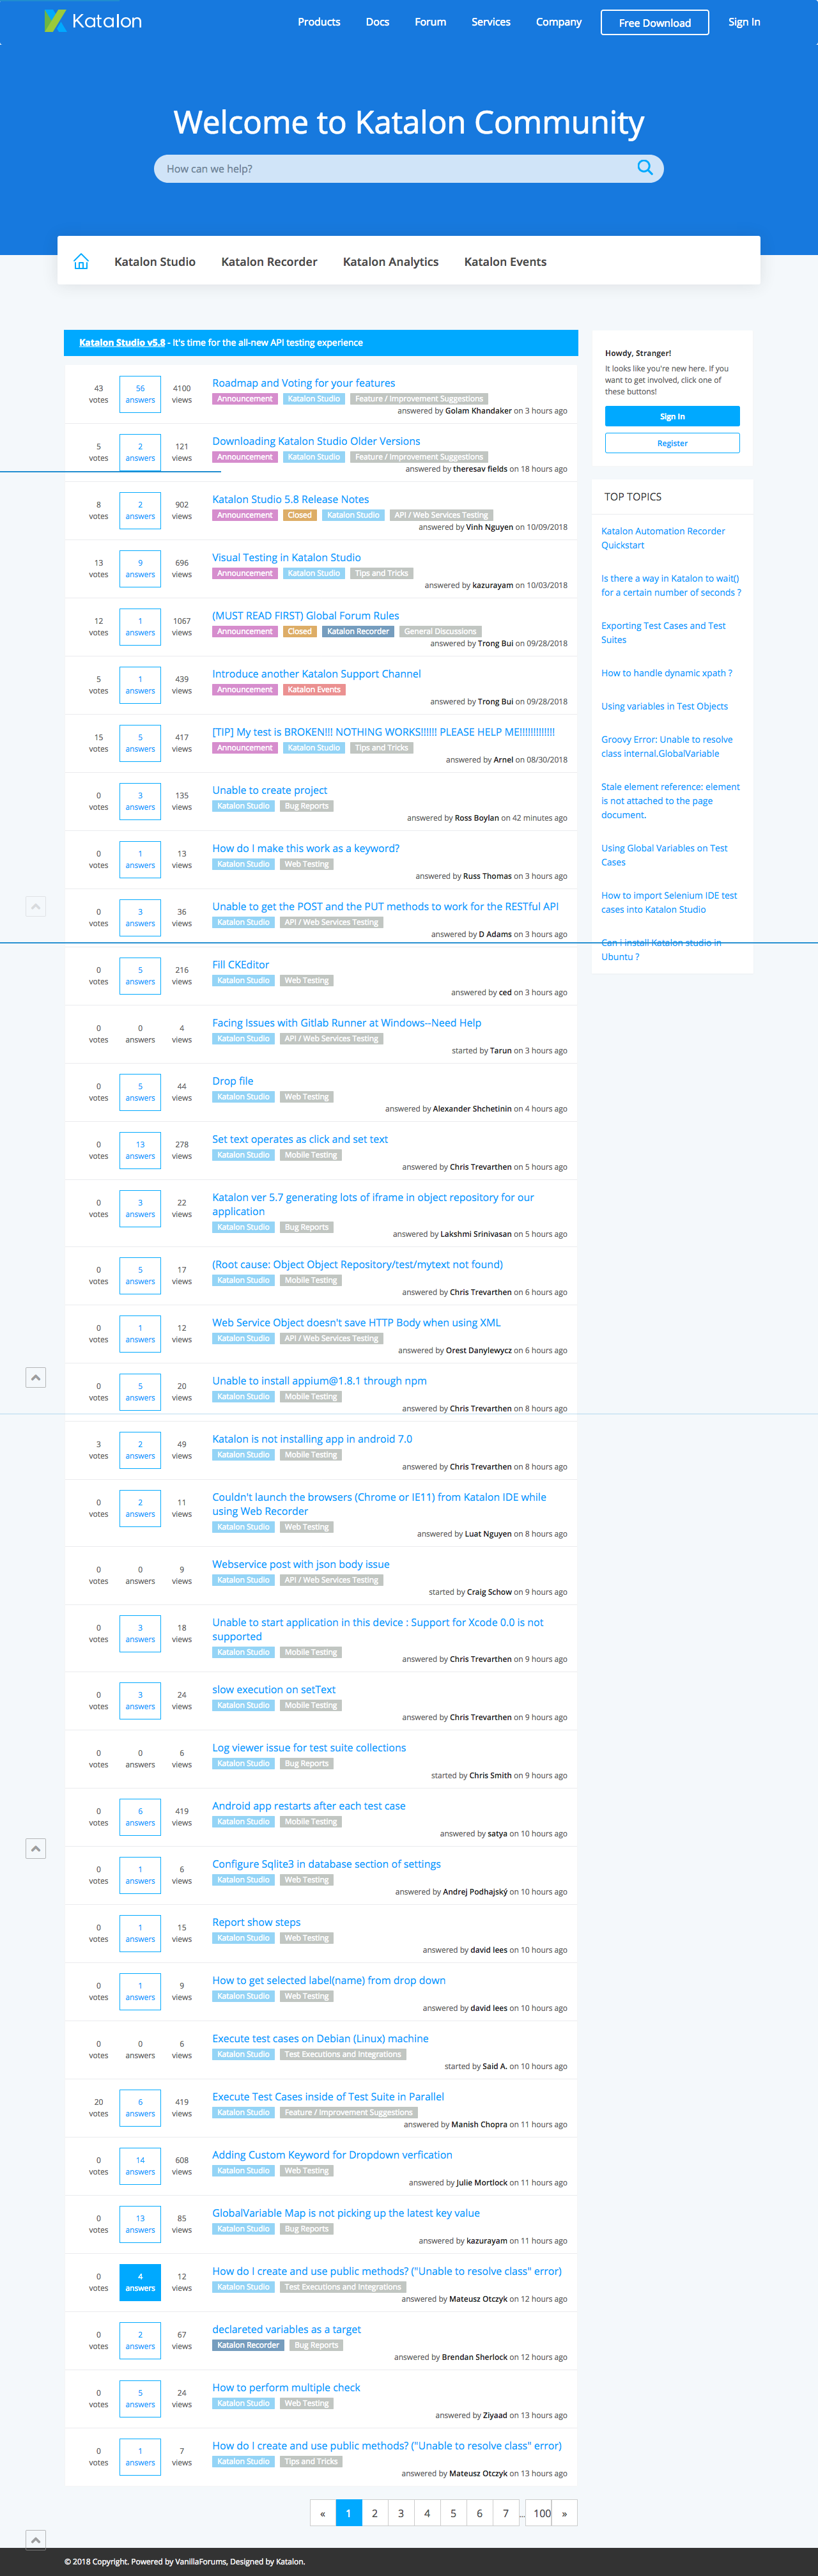 Katalon
Products Docs Forum Services Company Free Download Sign In
Welcome to Katalon Community
How can we help?
Katalon Studio Katalon Recorder Katalon Analytics Katalon Events
Katalon Studio v5.8 - It's time for the all-new API testing experience
43 votes 56 answers 4100 views
Roadmap and Voting for your features
Announcement Katalon Studio Feature / Improvement Suggestions
answered by Golam Khandaker on 3 hours ago
5 votes 2 answers 121 views
Downloading Katalon Studio Older Versions
Announcement Katalon Studio Feature / Improvement Suggestions
answered by theresav fields on 18 hours ago
8 votes 2 answers 902 views
Katalon Studio 5.8 Release Notes
Announcement Closed Katalon Studio API / Web Services Testing
answered by Vinh Nguyen on 10/09/2018
13 votes 9 answers 696 views
Visual Testing in Katalon Studio
Announcement Katalon Studio Tips and Tricks
answered by kazurayam on 10/03/2018
12 votes 1 answers 1067 views
(MUST READ FIRST) Global Forum Rules
Announcement Closed Katalon Recorder General Discussions
answered by Trong Bui on 09/28/2018
5 votes 1 answers 439 views
Introduce another Katalon Support Channel
Announcement Katalon Events
answered by Trong Bui on 09/28/2018
15 votes 5 answers 417 views
[TIP] My test is BROKEN!!! NOTHING WORKS!!!!!! PLEASE HELP ME!!!!!!!!!!!!!
Announcement Katalon Studio Tips and Tricks
answered by Arnel on 08/30/2018
0 votes 3 answers 135 views
Unable to create project
Katalon Studio Bug Reports
answered by Ross Boylan on 42 minutes ago
0 votes 1 answers 13 views
How do I make this work as a keyword?
Katalon Studio Web Testing
answered by Russ Thomas on 3 hours ago
0 votes 3 answers 36 views
Unable to get the POST and the PUT methods to work for the RESTful API
Katalon Studio API / Web Services Testing
answered by D Adams on 3 hours ago
0 votes 5 answers 216 views
Fill CKEditor
Katalon Studio Web Testing
answered by ced on 3 hours ago
0 votes 0 answers 4 views
Facing Issues with Gitlab Runner at Windows--Need Help
Katalon Studio API / Web Services Testing
started by Tarun on 3 hours ago
0 votes 5 answers 44 views
Drop file
Katalon Studio Web Testing
answered by Alexander Shchetinin on 4 hours ago
0 votes 13 answers 278 views
Set text operates as click and set text
Katalon Studio Mobile Testing
answered by Chris Trevarthen on 5 hours ago
0 votes 3 answers 22 views
Katalon ver 5.7 generating lots of iframe in object repository for our
application
Katalon Studio Bug Reports
answered by Lakshmi Srinivasan on 5 hours ago
0 votes 5 answers 17 views
(Root cause: Object Object Repository/test/mytext not found)
Katalon Studio Mobile Testing
answered by Chris Trevarthen on 6 hours ago
0 votes 1 answers 12 views
Web Service Object doesn't save HTTP Body when using XML
Katalon Studio API / Web Services Testing
answered by Orest Danylewycz on 6 hours ago
0 votes 5 answers 20 views
Unable to install appium@1.8.1 through npm
Katalon Studio Mobile Testing
answered by Chris Trevarthen on 8 hours ago
3 votes 2 answers 49 views
Katalon is not installing app in android 7.0
Katalon Studio Mobile Testing
answered by Chris Trevarthen on 8 hours ago
0 votes 2 answers 11 views
Couldn't launch the browsers (Chrome or IE11) from Katalon IDE while
using Web Recorder
Katalon Studio Web Testing
answered by Luat Nguyen on 8 hours ago
0 votes 0 answers 9 views
Webservice post with json body issue
Katalon Studio API / Web Services Testing
started by Craig Schow on 9 hours ago
0 votes 3 answers 18 views
Unable to start application in this device : Support for Xcode 0.0 is not
supported
Katalon Studio Mobile Testing
answered by Chris Trevarthen on 9 hours ago
0 votes 3 answers 24 views
slow execution on setText
Katalon Studio Mobile Testing
answered by Chris Trevarthen on 9 hours ago
0 votes 0 answers 6 views
Log viewer issue for test suite collections
Katalon Studio Bug Reports
started by Chris Smith on 9 hours ago
0 votes 6 answers 419 views
Android app restarts after each test case
Katalon Studio Mobile Testing
answered by satya on 10 hours ago
0 votes 1 answers 6 views
Configure Sqlite3 in database section of settings
Katalon Studio Web Testing
answered by Andrej Podhajský on 10 hours ago
0 votes 1 answers 15 views
Report show steps
Katalon Studio Web Testing
answered by david lees on 10 hours ago
0 votes 1 answers 9 views
How to get selected label(name) from drop down
Katalon Studio Web Testing
answered by david lees on 10 hours ago
0 votes 0 answers 6 views
Execute test cases on Debian (Linux) machine
Katalon Studio Test Executions and Integrations
started by Said A. on 10 hours ago
20 votes 6 answers 419 views
Execute Test Cases inside of Test Suite in Parallel
Katalon Studio Feature / Improvement Suggestions
answered by Manish Chopra on 11 hours ago
0 votes 14 answers 608 views
Adding Custom Keyword for Dropdown verfication
Katalon Studio Web Testing
answered by Julie Mortlock on 11 hours ago
0 votes 13 answers 85 views
GlobalVariable Map is not picking up the latest key value
Katalon Studio Bug Reports
answered by kazurayam on 11 hours ago
0 votes 4 answers 12 views
How do I create and use public methods? ("Unable to resolve class" error)
Katalon Studio Test Executions and Integrations
answered by Mateusz Otczyk on 12 hours ago
0 votes 2 answers 67 views
declareted variables as a target
Katalon Recorder Bug Reports
answered by Brendan Sherlock on 12 hours ago
0 votes 5 answers 24 views
How to perform multiple check
Katalon Studio Web Testing
answered by Ziyaad on 13 hours ago
0 votes 1 answers 7 views
How do I create and use public methods? ("Unable to resolve class" error)
Katalon Studio Tips and Tricks
answered by Mateusz Otczyk on 13 hours ago
« 1 2 3 4 5 6 7 ... 100 »
Howdy, Stranger!
It looks like you're new here. If you
want to get involved, click one of
these buttons!
Sign In
Register
TOP TOPICS
Katalon Automation Recorder
Quickstart
Is there a way in Katalon to wait()
for a certain number of seconds ?
Exporting Test Cases and Test
Suites
How to handle dynamic xpath ?
Using variables in Test Objects
Groovy Error: Unable to resolve
class internal.GlobalVariable
Stale element reference: element
is not attached to the page
document.
Using Global Variables on Test
Cases
How to import Selenium IDE test
cases into Katalon Studio
Can i install Katalon studio in
Ubuntu ?
© 2018 Copyright. Powered by VanillaForums, Designed by Katalon.